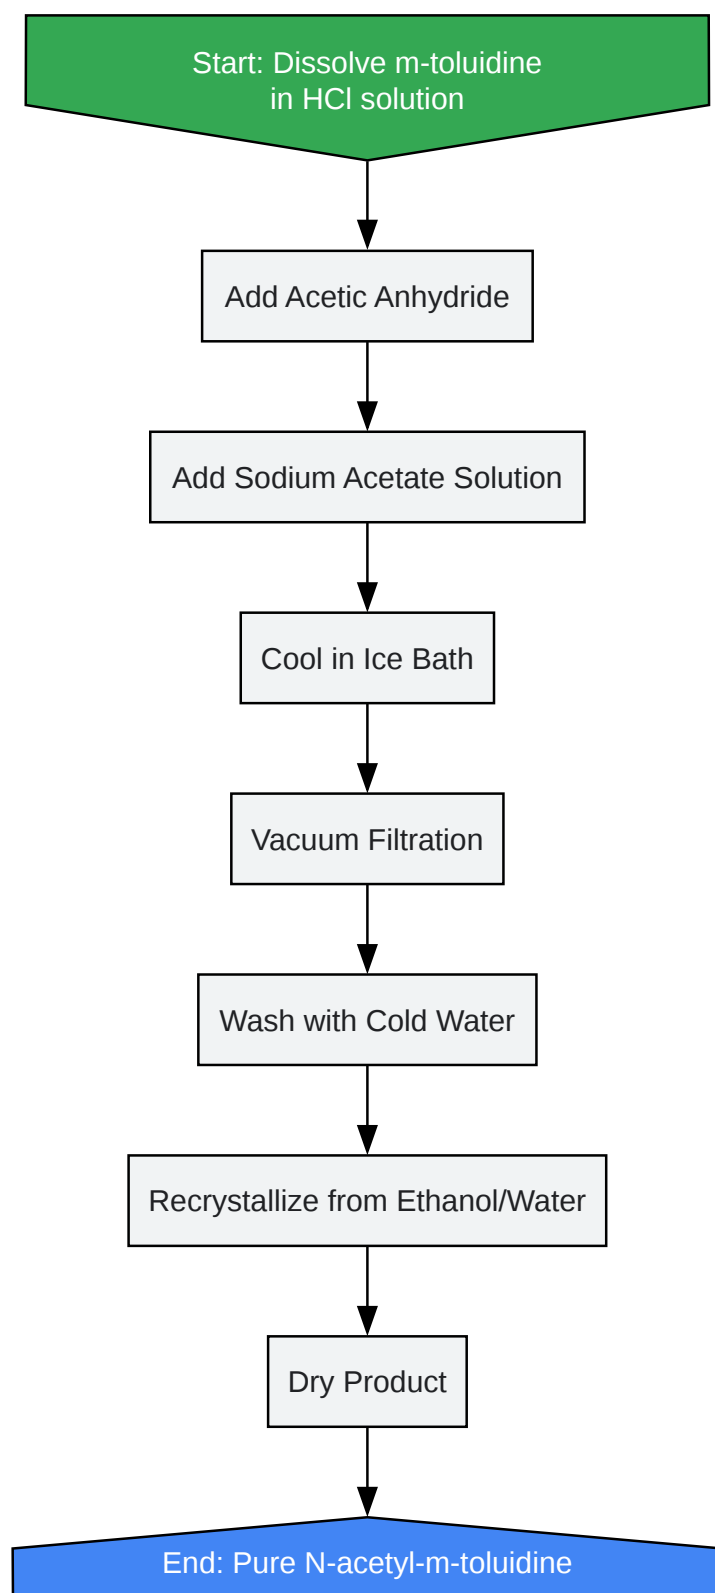 Start: Dissolve m-toluidine
in HCl solution
Add Acetic Anhydride
Add Sodium Acetate Solution
Cool in Ice Bath
Vacuum Filtration
Wash with Cold Water
Recrystallize from Ethanol/Water
Dry Product
End: Pure N-acetyl-m-toluidine